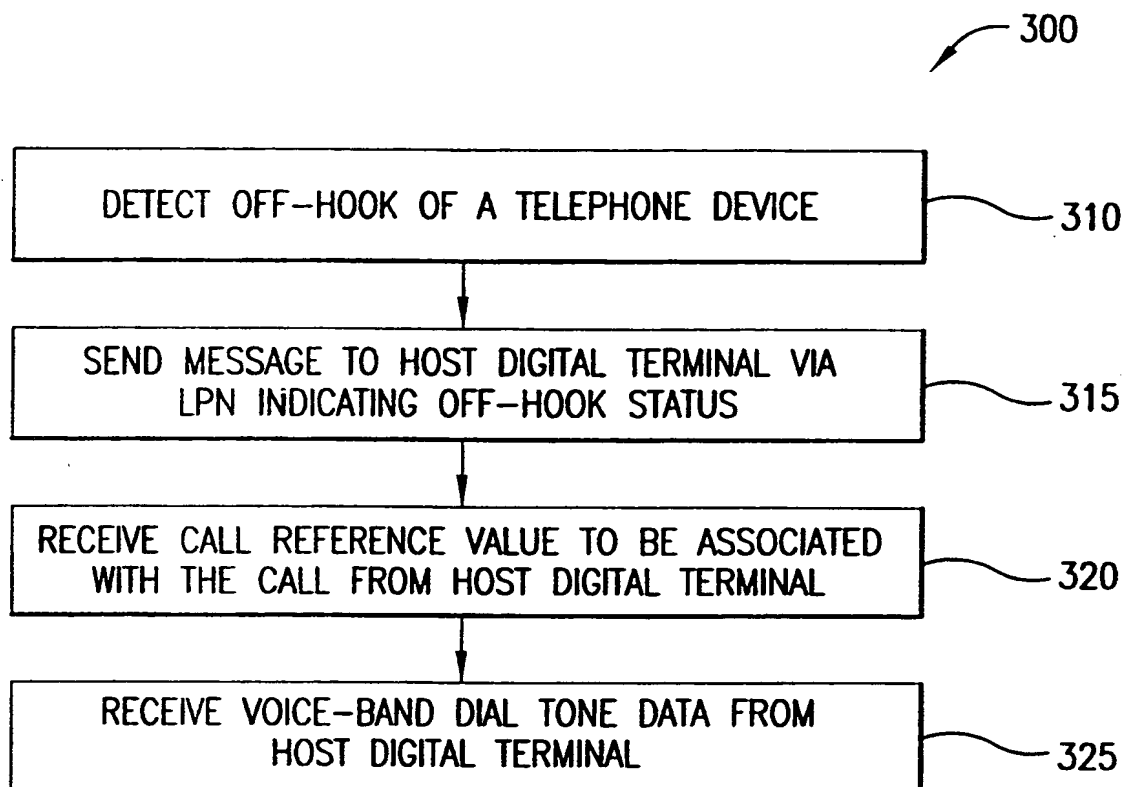 300
DETECT OFF-HOOK OF A TELEPHONE DEVICE
310
SEND MESSAGE TO HOST DIGITAL TERMINAL VIA
LPN INDICATING OFF-HOOK STATUS
315
RECEIVE CALL REFERENCE VALUE TO BE ASSOCIATED
WITH THE CALL FROM HOST DIGITAL TERMINAL
320
RECEIVE VOICE-BAND DIAL TONE DATA FROM
HOST DIGITAL TERMINAL
325